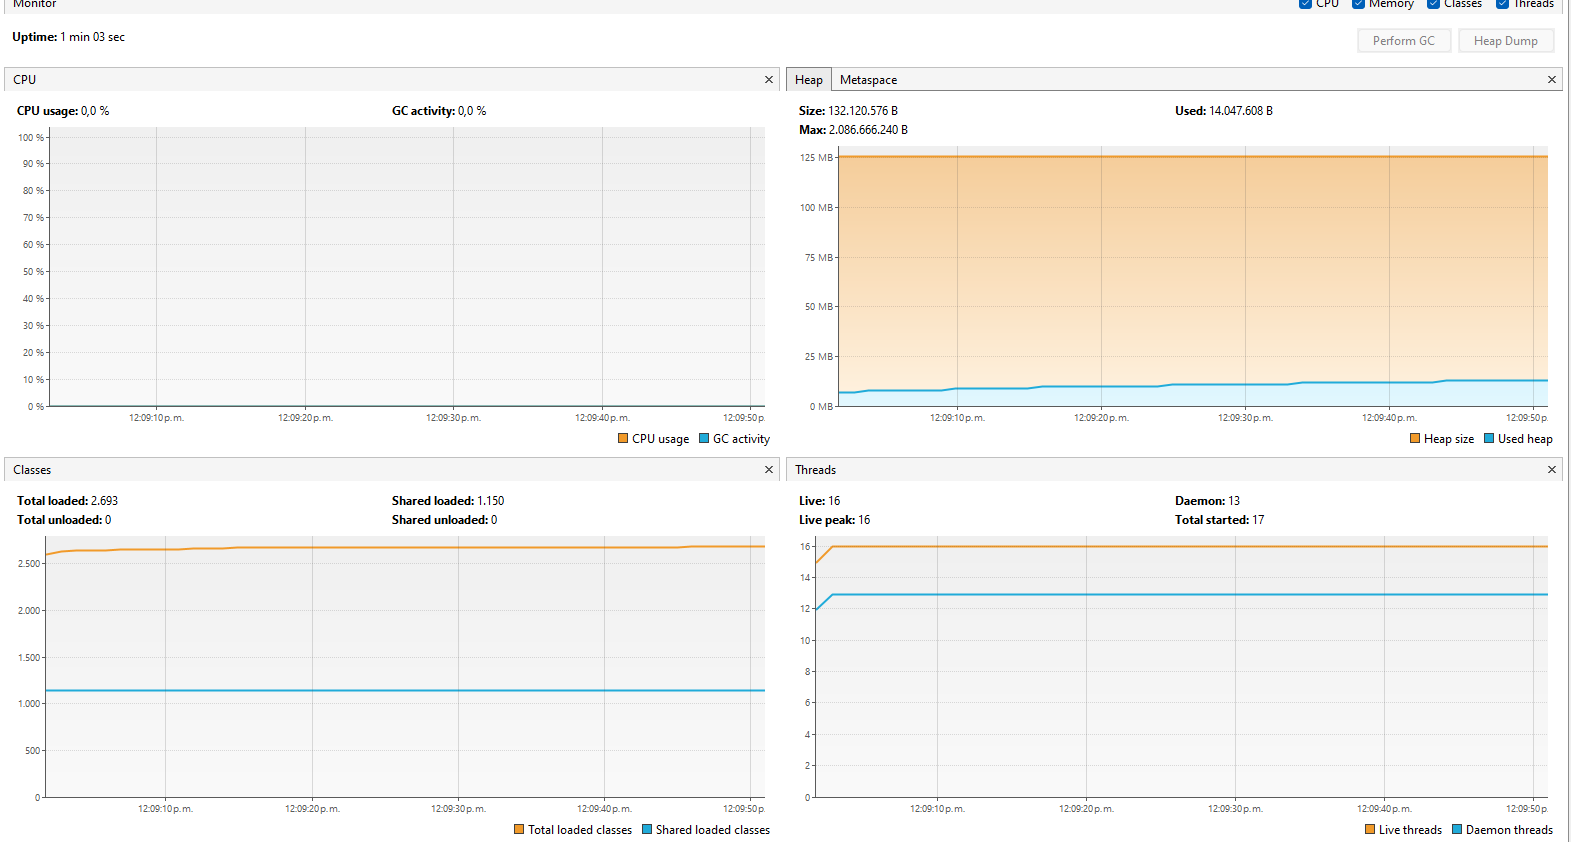 Monitor
CPU Memory Classes Threads
Uptime: 1 min 03 sec
Perform GC Heap Dump
CPU
CPU usage: 0,0 % GC activity: 0,0 %
100 %
90 %
80 %
70 %
60 %
50 %
40 %
30 %
20 %
10 %
0 %
12:09:10 p. m. 12:09:20 p. m. 12:09:30 p. m. 12:09:40 p. m. 12:09:50 p.
CPU usage GC activity
Heap Metaspace
Size: 132.120.576 B Used: 14.047.608 B
Max: 2.086.666.240 B
125 MB
100 MB
75 MB
50 MB
25 MB
0 MB
12:09:10 p. m. 12:09:20 p. m. 12:09:30 p. m. 12:09:40 p. m. 12:09:50 p.
Heap size Used heap
Classes
Total loaded: 2.693 Shared loaded: 1.150
Total unloaded: 0 Shared unloaded: 0
2.500
2.000
1.500
1.000
500
0
12:09:10 p. m. 12:09:20 p. m. 12:09:30 p. m. 12:09:40 p. m. 12:09:50 p.
Total loaded classes Shared loaded classes
Threads
Live: 16 Daemon: 13
Live peak: 16 Total started: 17
16
14
12
10
8
6
4
2
0
12:09:10 p. m. 12:09:20 p. m. 12:09:30 p. m. 12:09:40 p. m. 12:09:50 p.
Live threads Daemon threads